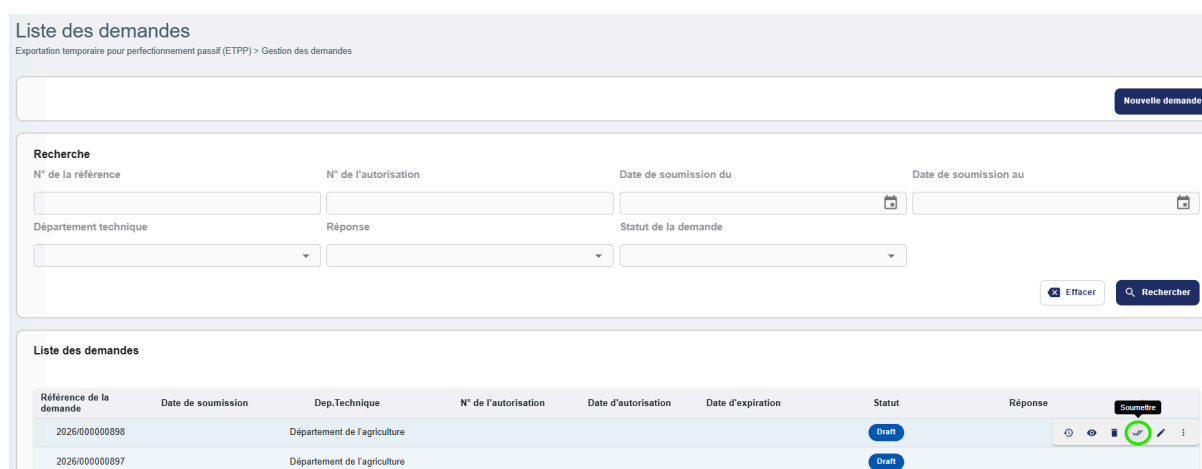 Liste des demandes
Exportation temporaire pour perfectionnement passif (ETPP) > Gestion des demandes
Nouvelle demande
Recherche
N° de la référence N° de l'autorisation Date de soumission du Date de soumission au
Département technique Réponse Statut de la demande
Effacer Rechercher
Liste des demandes
Référence de la demande Date de soumission Dep.Technique N° de l'autorisation Date d'autorisation Date d'expiration Statut Réponse
Soumettre
2026/000000898 Département de l'agriculture Draft
2026/000000897 Département de l'agriculture Draft